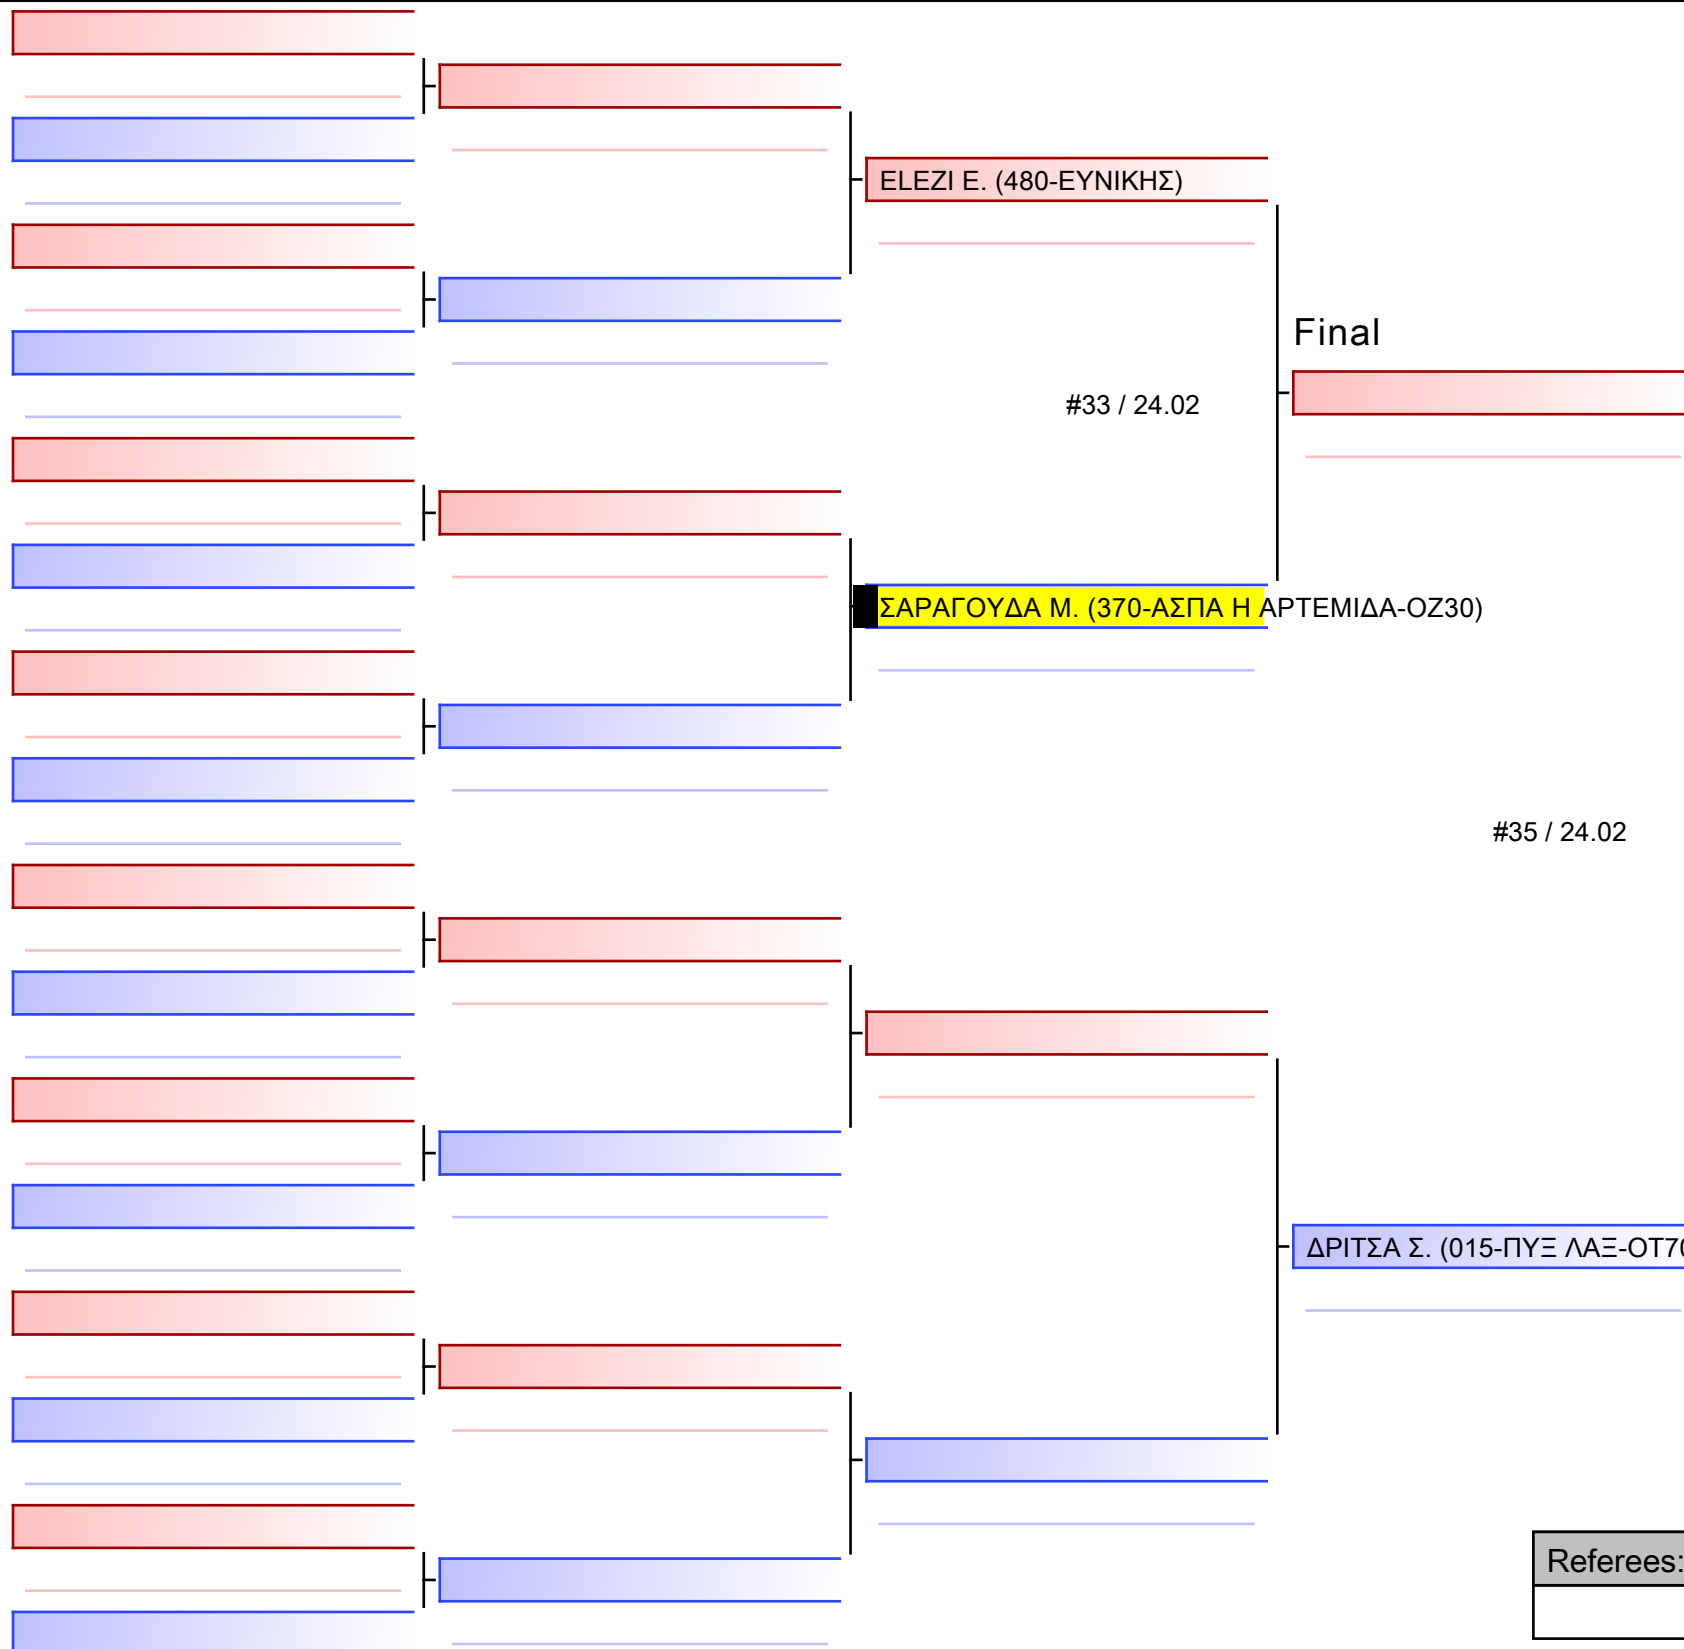 ELEZI E. (480-ΕΥΝΙΚΗΣ)
Final
#33 / 24.02
ΣΑΡΑΓΟΥΔΑ Μ. (370-ΑΣΠΑ Η ΑΡΤΕΜΙΔΑ-ΟΖ30)
#35 / 24.02
ΔΡΙΤΣΑ Σ. (015-ΠΥΞ ΛΑΞ-ΟΤ70
Referees: